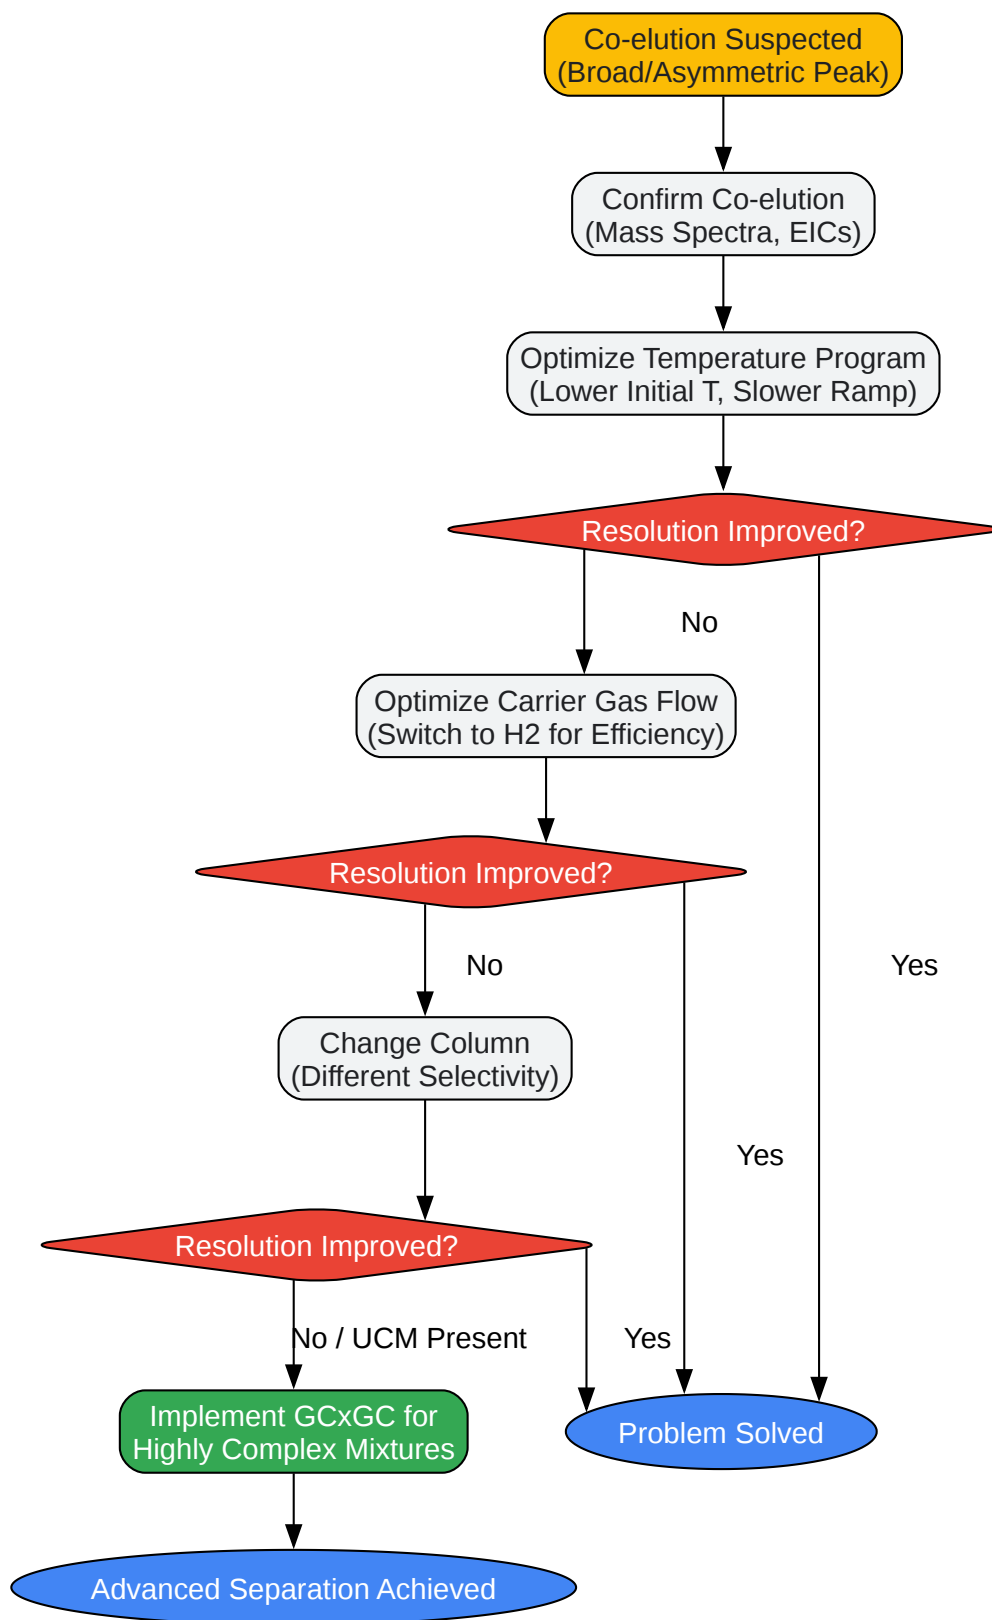 Co-elution Suspected
(Broad/Asymmetric Peak)
Confirm Co-elution
(Mass Spectra, EICs)
Optimize Temperature Program
(Lower Initial T, Slower Ramp)
Resolution Improved?
No
Optimize Carrier Gas Flow
(Switch to H2 for Efficiency)
Resolution Improved?
No
Yes
Change Column
(Different Selectivity)
Yes
Resolution Improved?
No / UCM Present
Yes
Implement GCxGC for
Highly Complex Mixtures
Problem Solved
Advanced Separation Achieved